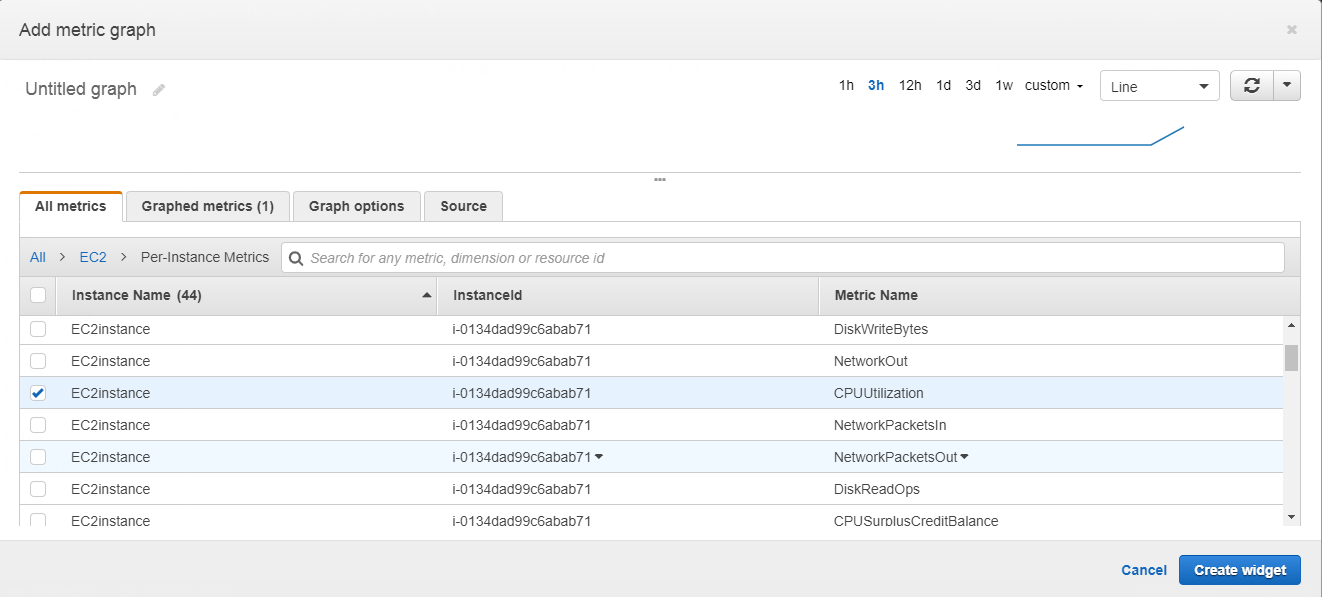 Add metric graph
Untitled graph
1h 3h 12h 1d 3d 1w custom Line
All metrics Graphed metrics (1) Graph options Source
All > EC2 > Per-Instance Metrics Search for any metric, dimension or resource id
Instance Name (44) InstanceId Metric Name
EC2instance i-0134dad99c6abab71 DiskWriteBytes
EC2instance i-0134dad99c6abab71 NetworkOut
EC2instance i-0134dad99c6abab71 CPUUtilization
EC2instance i-0134dad99c6abab71 NetworkPacketsIn
EC2instance i-0134dad99c6abab71 NetworkPacketsOut
EC2instance i-0134dad99c6abab71 DiskReadOps
EC2instance i-0134dad99c6abab71 CPUSurplusCreditBalance
Cancel Create widget